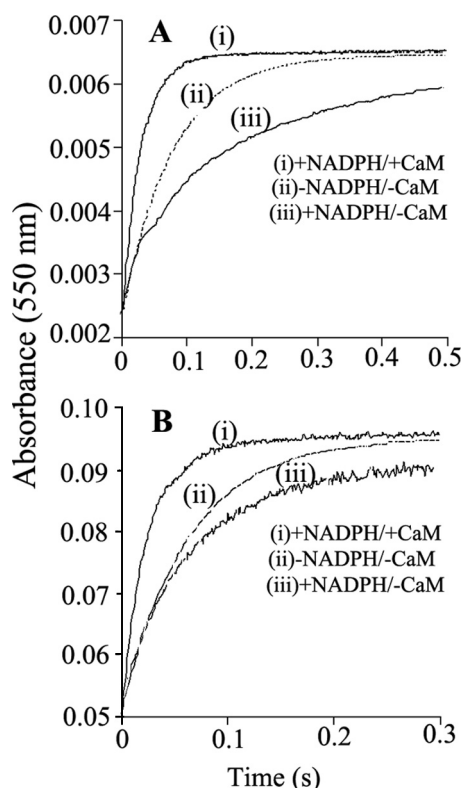 0.007
A
(i)
0.006
(ii)
(iii)
0.005
(i)+NADPH/+CaM
(ii)-NADPH/-CaM
0.004
(iii)+NADPH/-CaM
0.003
0.002
0 0.1 0.2 0.3 0.4 0.5
Absorbance (550 nm)
0.10
B
(i)
0.09
(ii)
(iii)
0.08
(i)+NADPH/+CaM
(ii)-NADPH/-CaM
0.07
(iii)+NADPH/-CaM
0.06
0.05
0 0.1 0.2 0.3
Time (s)